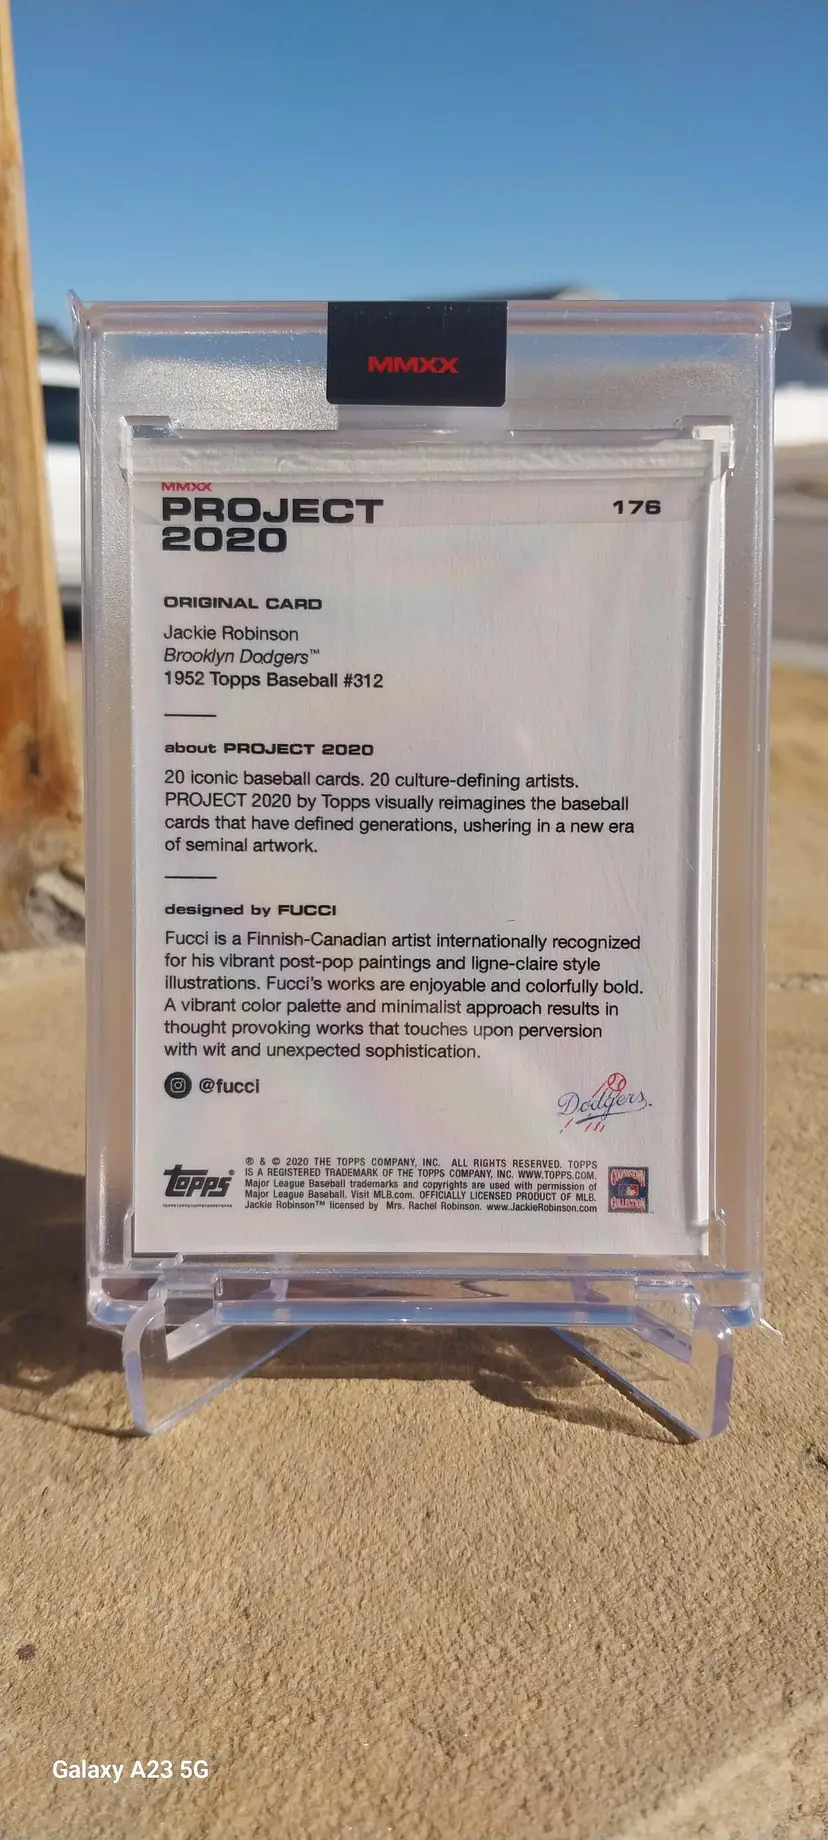 MMXX
MMXX
PROJECT
2020
176
ORIGINAL CARD
Jackie Robinson
Brooklyn Dodgers™
1952 Topps Baseball #312
about PROJECT 2020
20 iconic baseball cards. 20 culture-defining artists.
PROJECT 2020 by Topps visually reimagines the baseball
cards that have defined generations, ushering in a new era
of seminal artwork.
designed by FUCCI
Fucci is a Finnish-Canadian artist internationally recognized
for his vibrant post-pop paintings and ligne-claire style
illustrations. Fucci's works are enjoyable and colorfully bold.
A vibrant color palette and minimalist approach results in
thought provoking works that touches upon perversion
with wit and unexpected sophistication.
@fucci
Dodgers
Topps®
® & © 2020 THE TOPPS COMPANY, INC. ALL RIGHTS RESERVED. TOPPS
IS A REGISTERED TRADEMARK OF THE TOPPS COMPANY, INC. WWW.TOPPS.COM.
Major League Baseball trademarks and copyrights are used with permission of
Major League Baseball. Visit MLB.com. OFFICIALLY LICENSED PRODUCT OF MLB.
Jackie Robinson™ licensed by Mrs. Rachel Robinson. www.JackieRobinson.com
COOPERSTOWN
COLLECTION
Galaxy A23 5G